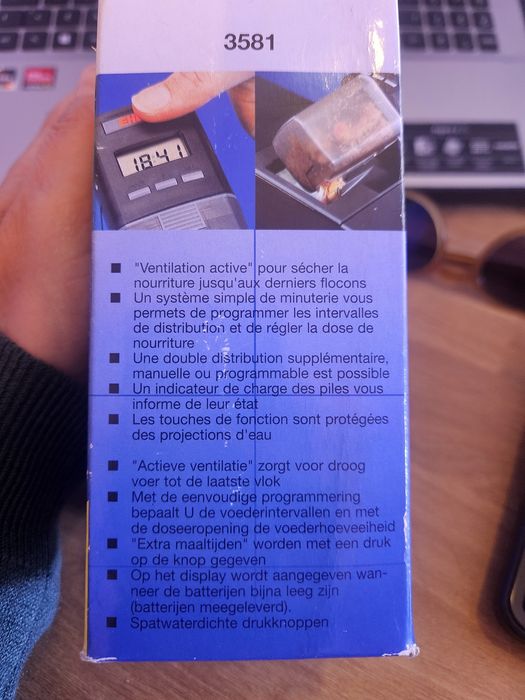 3581
18:41
"Ventilation active" pour sécher la
nourriture jusqu'aux derniers flocons
Un système simple de minuterie vous
permets de programmer les intervalles
de distribution et de régler la dose de
nourriture
Une double distribution supplémentaire,
manuelle ou programmable est possible
Un indicateur de charge des piles vous
informe de leur état
Les touches de fonction sont protégées
des projections d'eau
"Actieve ventilatie" zorgt voor droog
voer tot de laatste vlok
Met de eenvoudige programmering
bepaalt U de voederintervallen en met
de doseeropening de voederhoeveeiheid
"Extra maaltijden" worden met een druk
op de knop gegeven
Op het display wordt aangegeven wan-
neer de batterijen bijna leeg zijn
(batterijen meegeleverd).
Spatwaterdichte drukknoppen